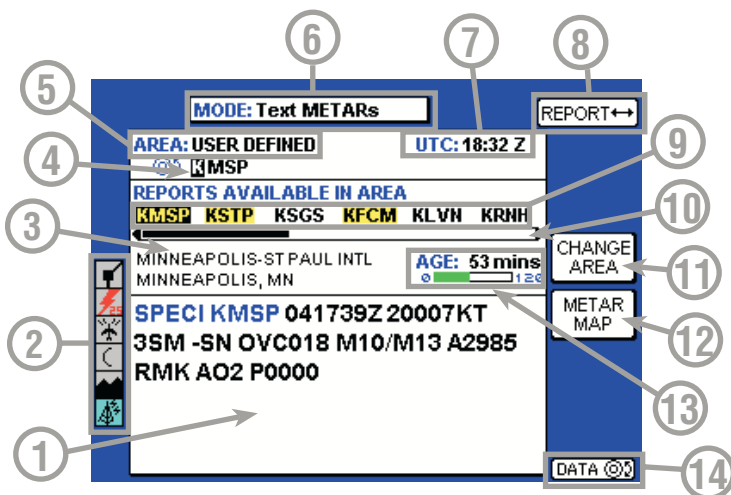 6
7
8
5
MODE: Text METARs
REPORT↔
AREA: USER DEFINED
UTC: 18:32 Z
4
KMSP
9
REPORTS AVAILABLE IN AREA
KMSP KSTP KSGS KFCM KLVN KRNH
3
10
MINNEAPOLIS-ST PAUL INTL
MINNEAPOLIS, MN
AGE: 53 mins
0 120
CHANGE
AREA
11
25
SPECI KMSP 041739Z 20007KT
3SM -SN OVC018 M10/M13 A2985
RMK AO2 P0000
METAR
MAP
12
2
13
1
DATA
14